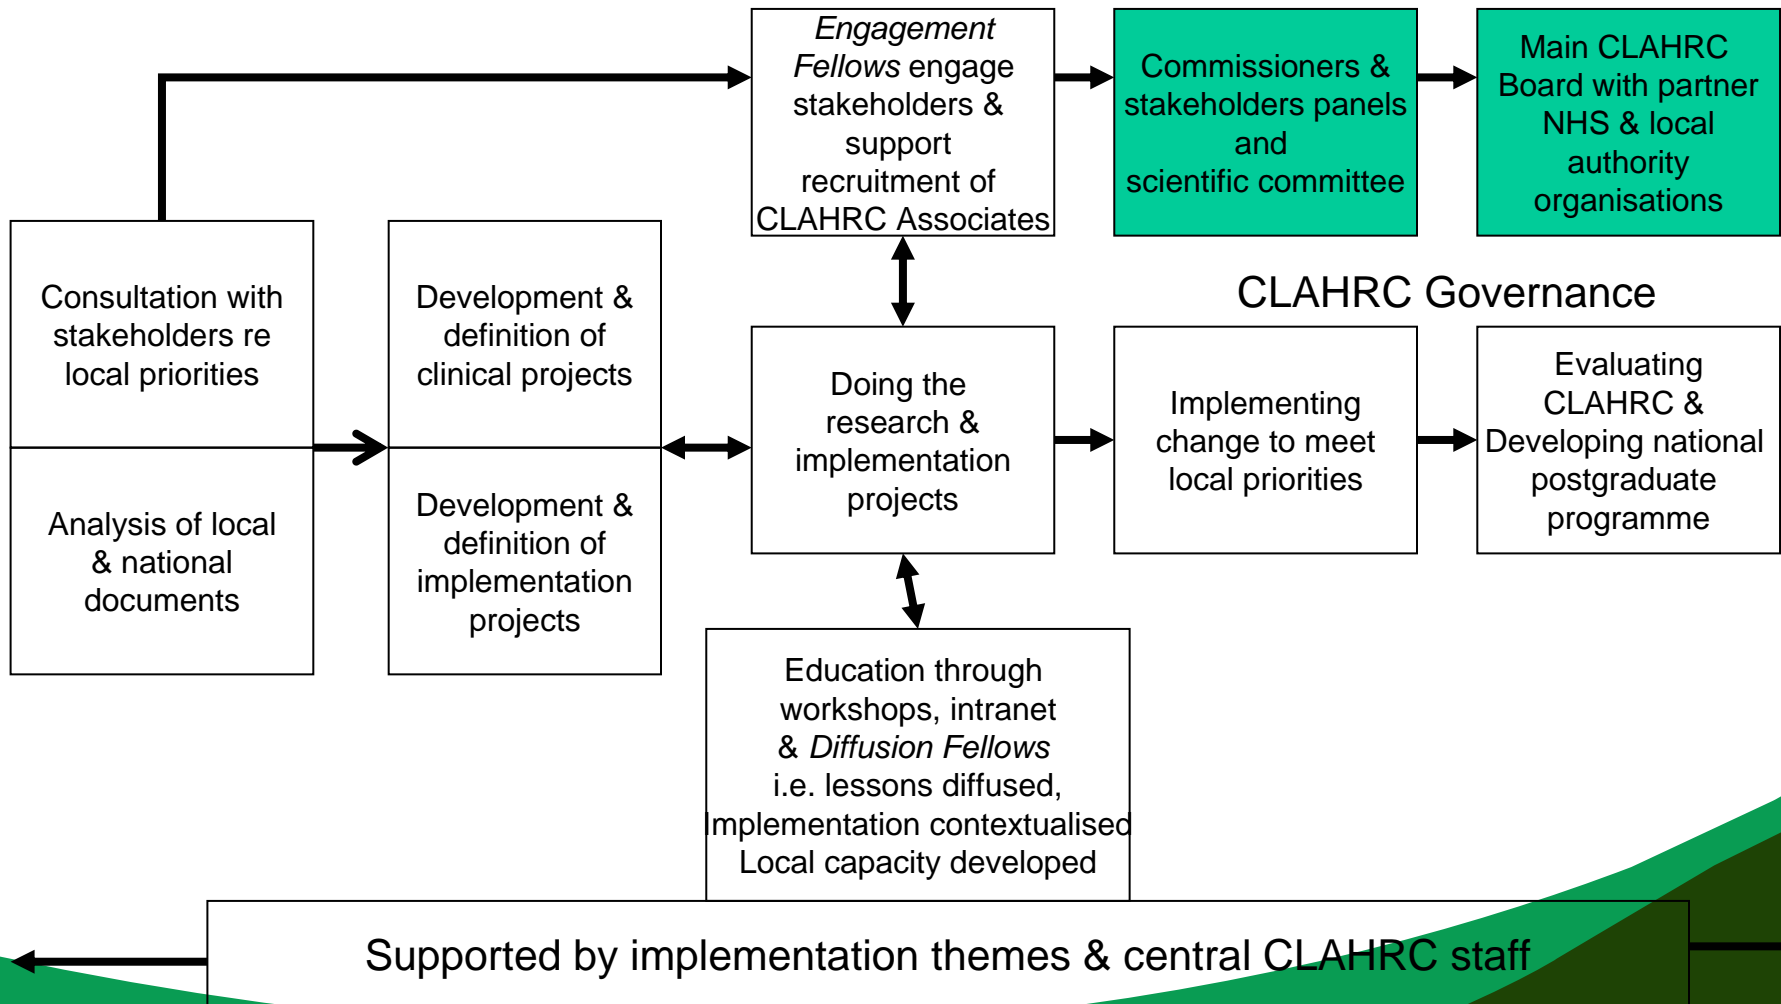 Engagement
Fellows engage
stakeholders &
support
recruitment of
CLAHRC Associates
Commissioners &
stakeholders panels
and
scientific committee
Main CLAHRC
Board with partner
NHS & local
authority
organisations
CLAHRC Governance
Consultation with
stakeholders re
local priorities
Analysis of local
& national
documents
Development &
definition of
clinical projects
Development &
definition of
implementation
projects
Doing the
research &
implementation
projects
Implementing
change to meet
local priorities
Evaluating
CLAHRC &
Developing national
postgraduate
programme
Education through
workshops, intranet
& Diffusion Fellows
i.e. lessons diffused,
Implementation contextualised
Local capacity developed
Supported by implementation themes & central CLAHRC staff